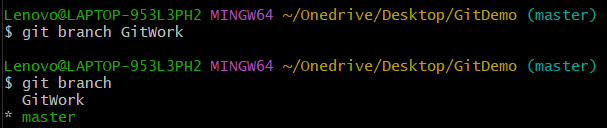 Lenovo@LAPTOP-953L3PH2 MINGW64 ~/Onedrive/Desktop/GitDemo (master)
$ git branch GitWork
Lenovo@LAPTOP-953L3PH2 MINGW64 ~/Onedrive/Desktop/GitDemo (master)
$ git branch
  GitWork
* master